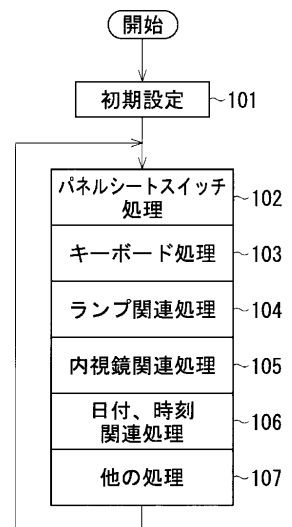 開始
初期設定 101
パネルシートスイッチ
処理 102
キーボード処理 103
ランプ関連処理 104
内視鏡関連処理 105
日付、時刻
関連処理 106
他の処理 107